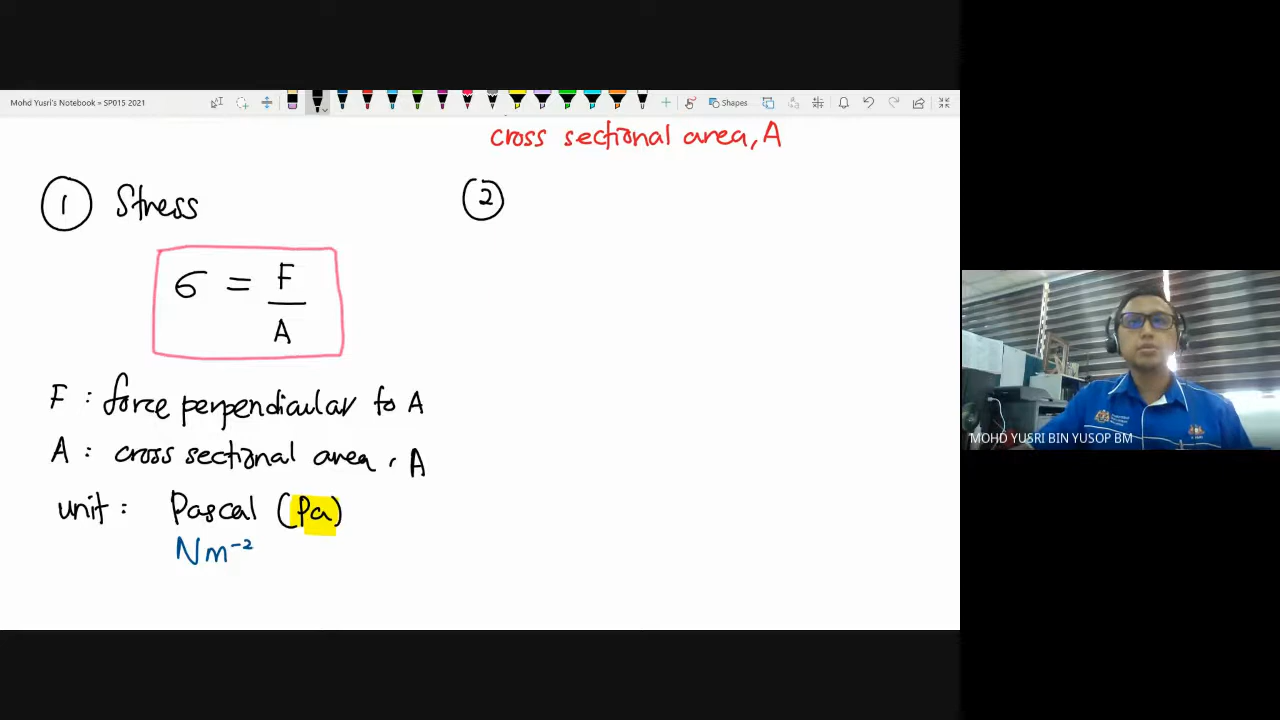 Mohd Yusri's Notebook » SP015 2021
Shapes
cross sectional area, A
1 Stress
2
σ = F
A
F : force perpendicular to A
A : cross sectional area, A
unit : Pascal (Pa)
Nm⁻²
MOHD YUSRI BIN YUSOP BM